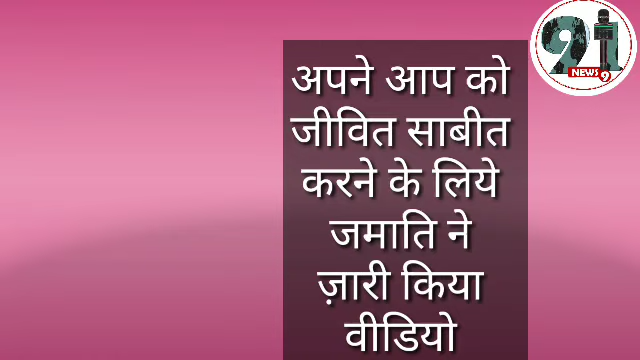 91
NEWS 9
अपने आप को
जीवित साबीत
करने के लिये
जमाति ने
ज़ारी किया
वीडियो